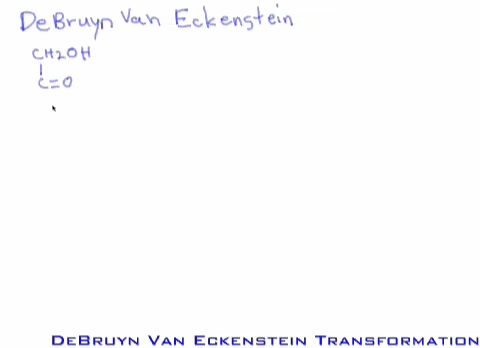 DeBruyn Van Eckenstein
CH2OH
C=O
DEBRUYN VAN ECKENSTEIN TRANSFORMATION